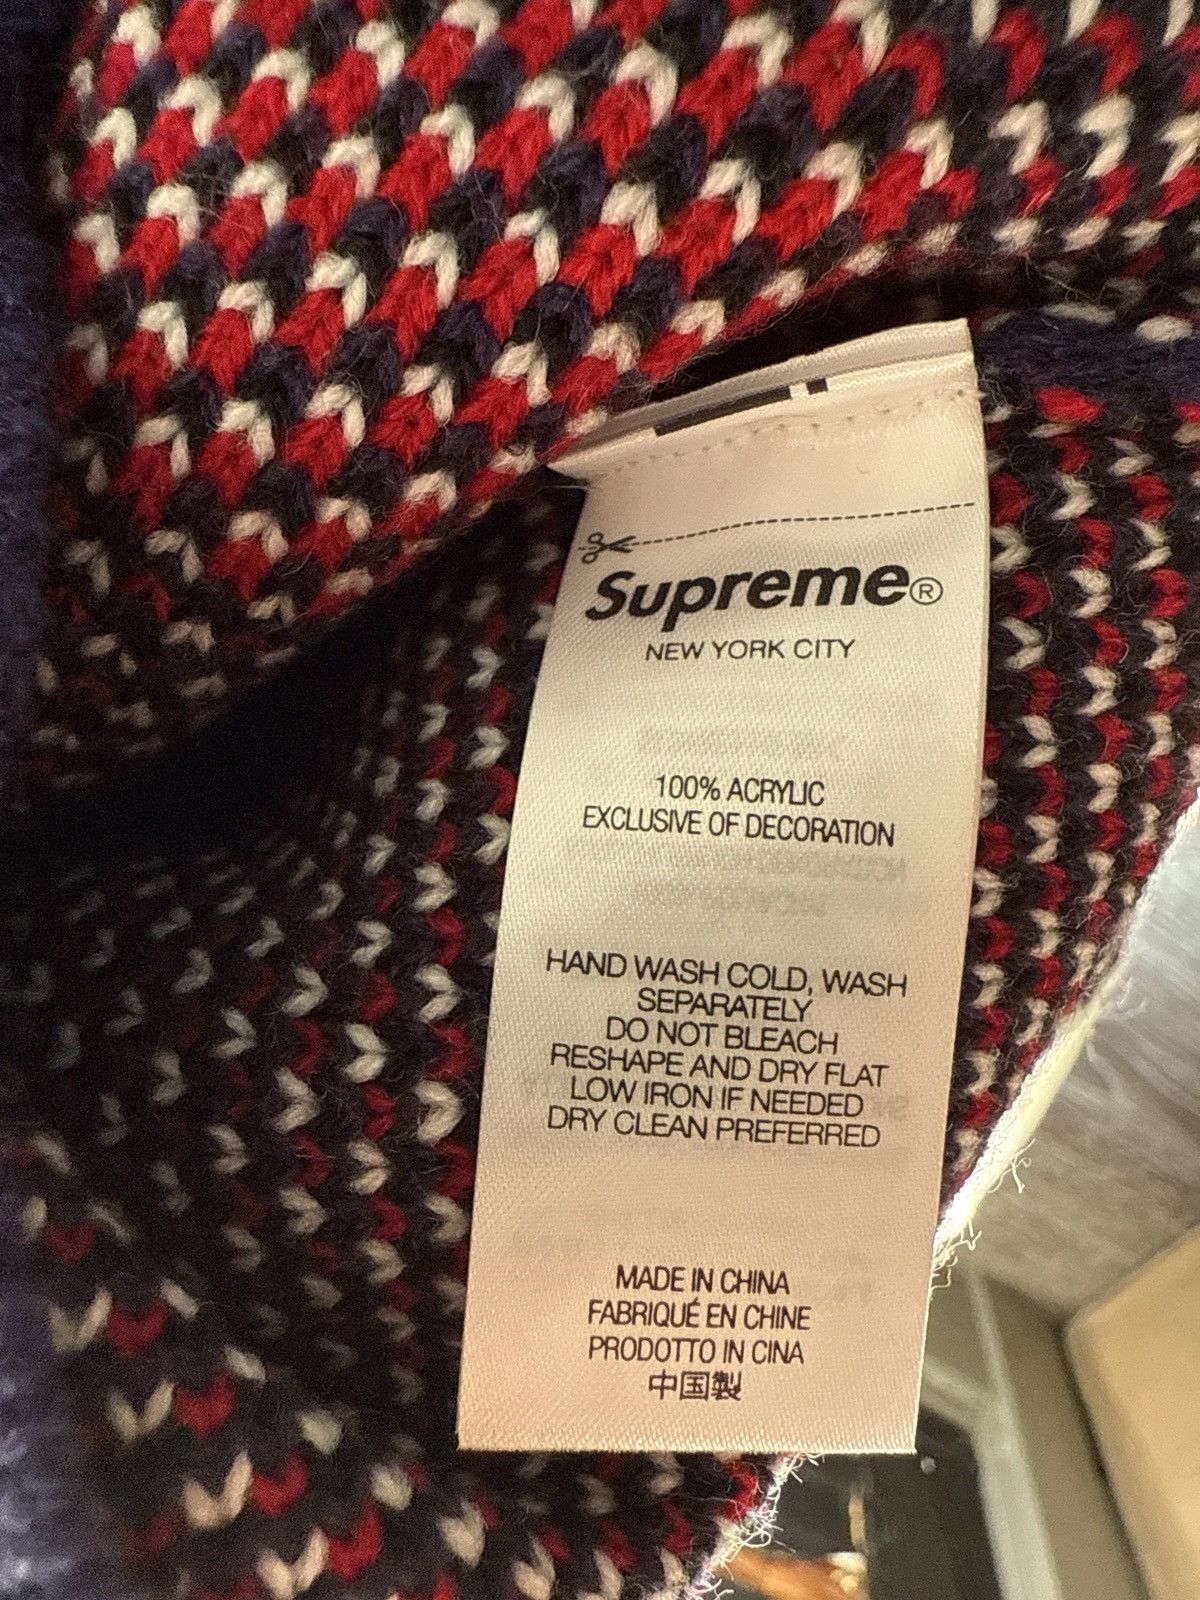 Supreme®
NEW YORK CITY
100% ACRYLIC
EXCLUSIVE OF DECORATION
HAND WASH COLD, WASH
SEPARATELY
DO NOT BLEACH
RESHAPE AND DRY FLAT
LOW IRON IF NEEDED
DRY CLEAN PREFERRED
MADE IN CHINA
FABRIQUÉ EN CHINE
PRODOTTO IN CINA
中国製